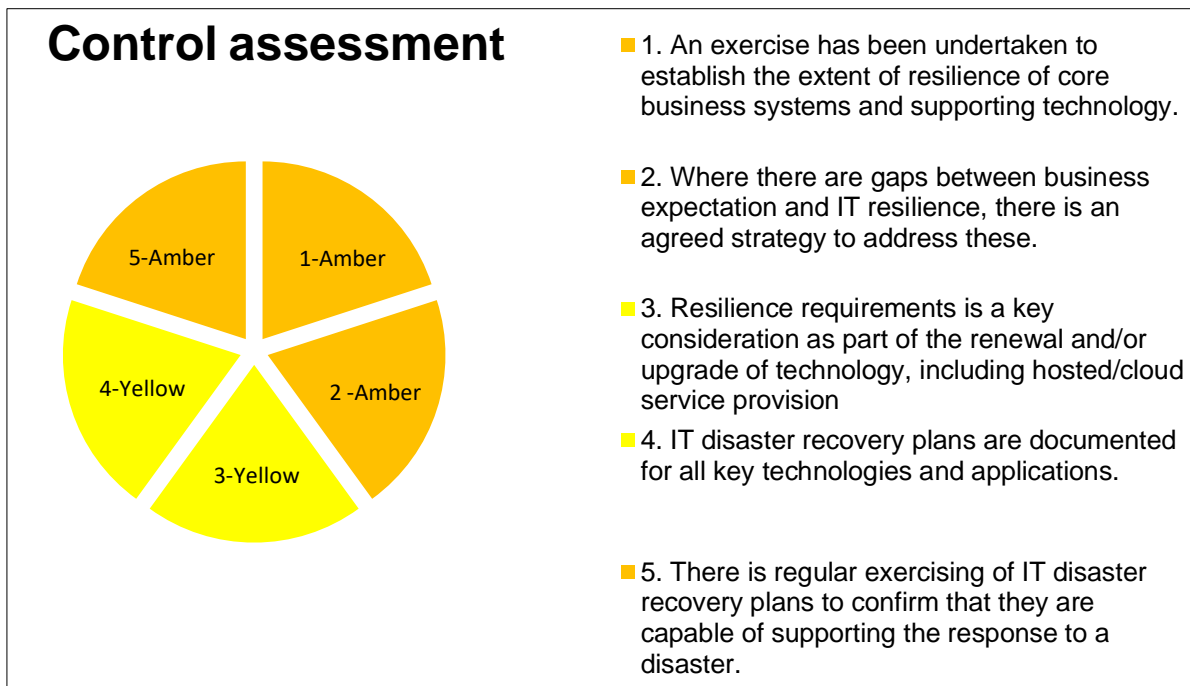 Control assessment
5-Amber
1-Amber
4-Yellow
2 -Amber
3-Yellow
1. An exercise has been undertaken to
establish the extent of resilience of core
business systems and supporting technology.
2. Where there are gaps between business
expectation and IT resilience, there is an
agreed strategy to address these.
3. Resilience requirements is a key
consideration as part of the renewal and/or
upgrade of technology, including hosted/cloud
service provision
4. IT disaster recovery plans are documented
for all key technologies and applications.
5. There is regular exercising of IT disaster
recovery plans to confirm that they are
capable of supporting the response to a
disaster.